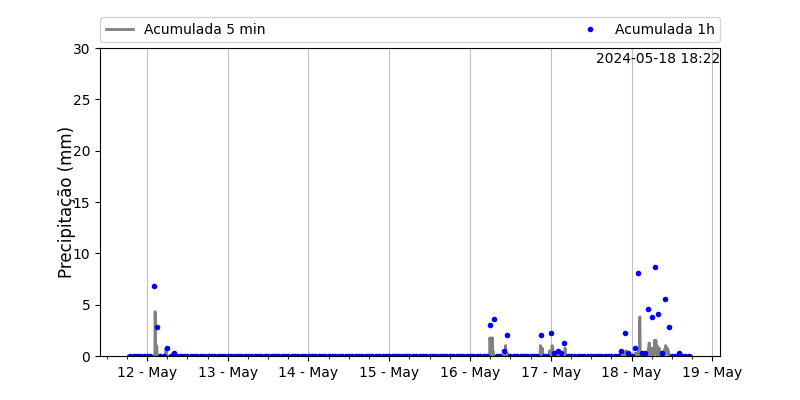 Acumulada 5 min Acumulada 1h
2024-05-18 18:22
Precipitação (mm)
30
25
20
15
10
5
0
12 - May 13 - May 14 - May 15 - May 16 - May 17 - May 18 - May 19 - May